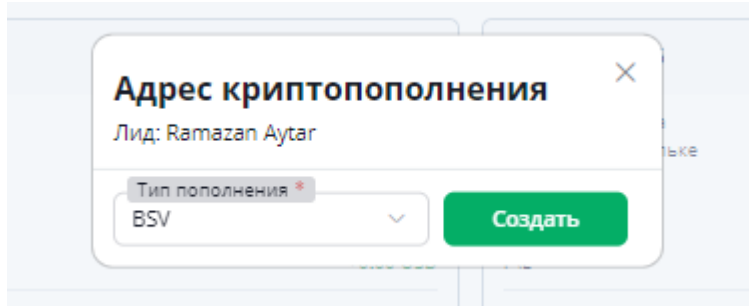 Адрес криптопополнения
Лид: Ramazan Aytar
Тип пополнения *
BSV
Создать